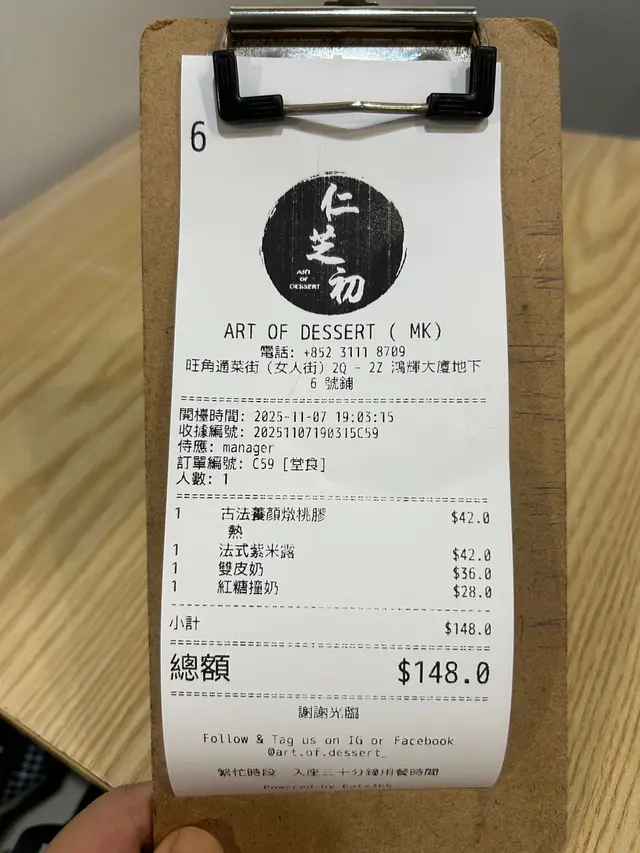 6
仁
芝
初
ART
OF
DESSERT
ART OF DESSERT ( MK)
電話: +852 3111 8709
旺角通菜街 (女人街) 2Q - 2Z 鴻輝大廈地下
6 號鋪
開檯時間: 2025-11-07 19:03:15
收據編號: 20251107190315C59
侍應: manager
訂單編號: C59 [堂食]
人數: 1
1 古法養顏燉桃膠 $42.0
熱
1 法式紫米露 $42.0
1 雙皮奶 $36.0
1 紅糖撞奶 $28.0
小計 $148.0
總額 $148.0
謝謝光臨
Follow & Tag us on IG or Facebook
@art.of.dessert_
繁忙時段 入座三十分鐘用餐時間
Powered by Eats365